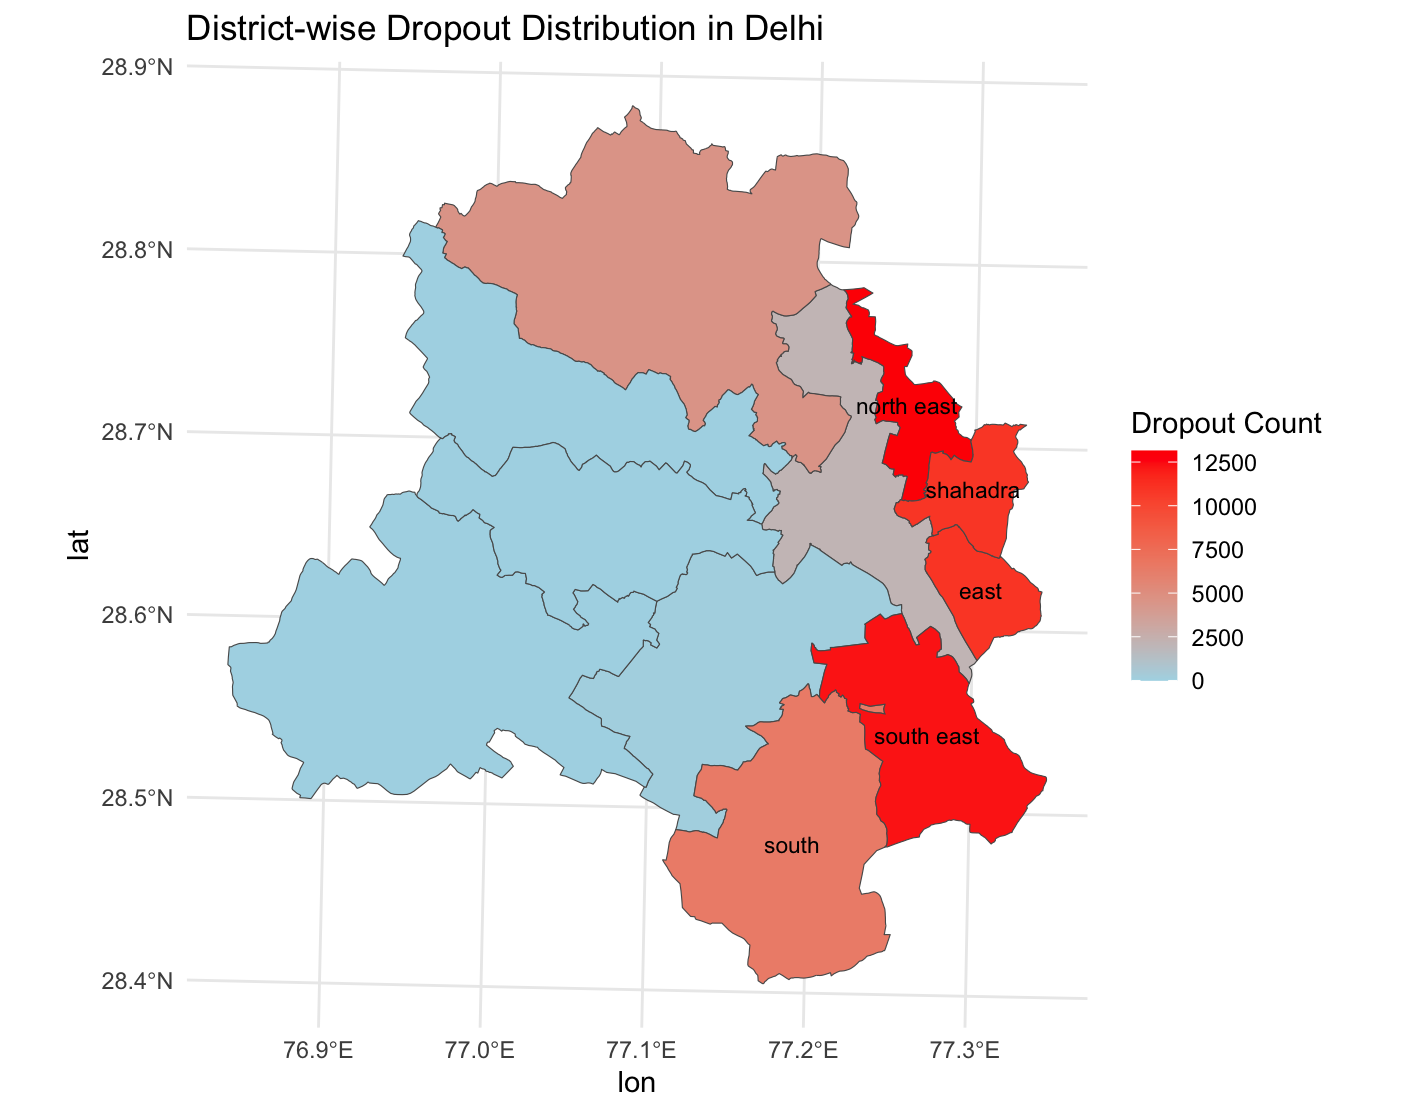 District-wise Dropout Distribution in Delhi
28.9°N
28.8°N
28.7°N
28.6°N
28.5°N
28.4°N
lat
north east
shahadra
east
south east
south
76.9°E
77.0°E
77.1°E
77.2°E
77.3°E
lon
Dropout Count
12500
10000
7500
5000
2500
0